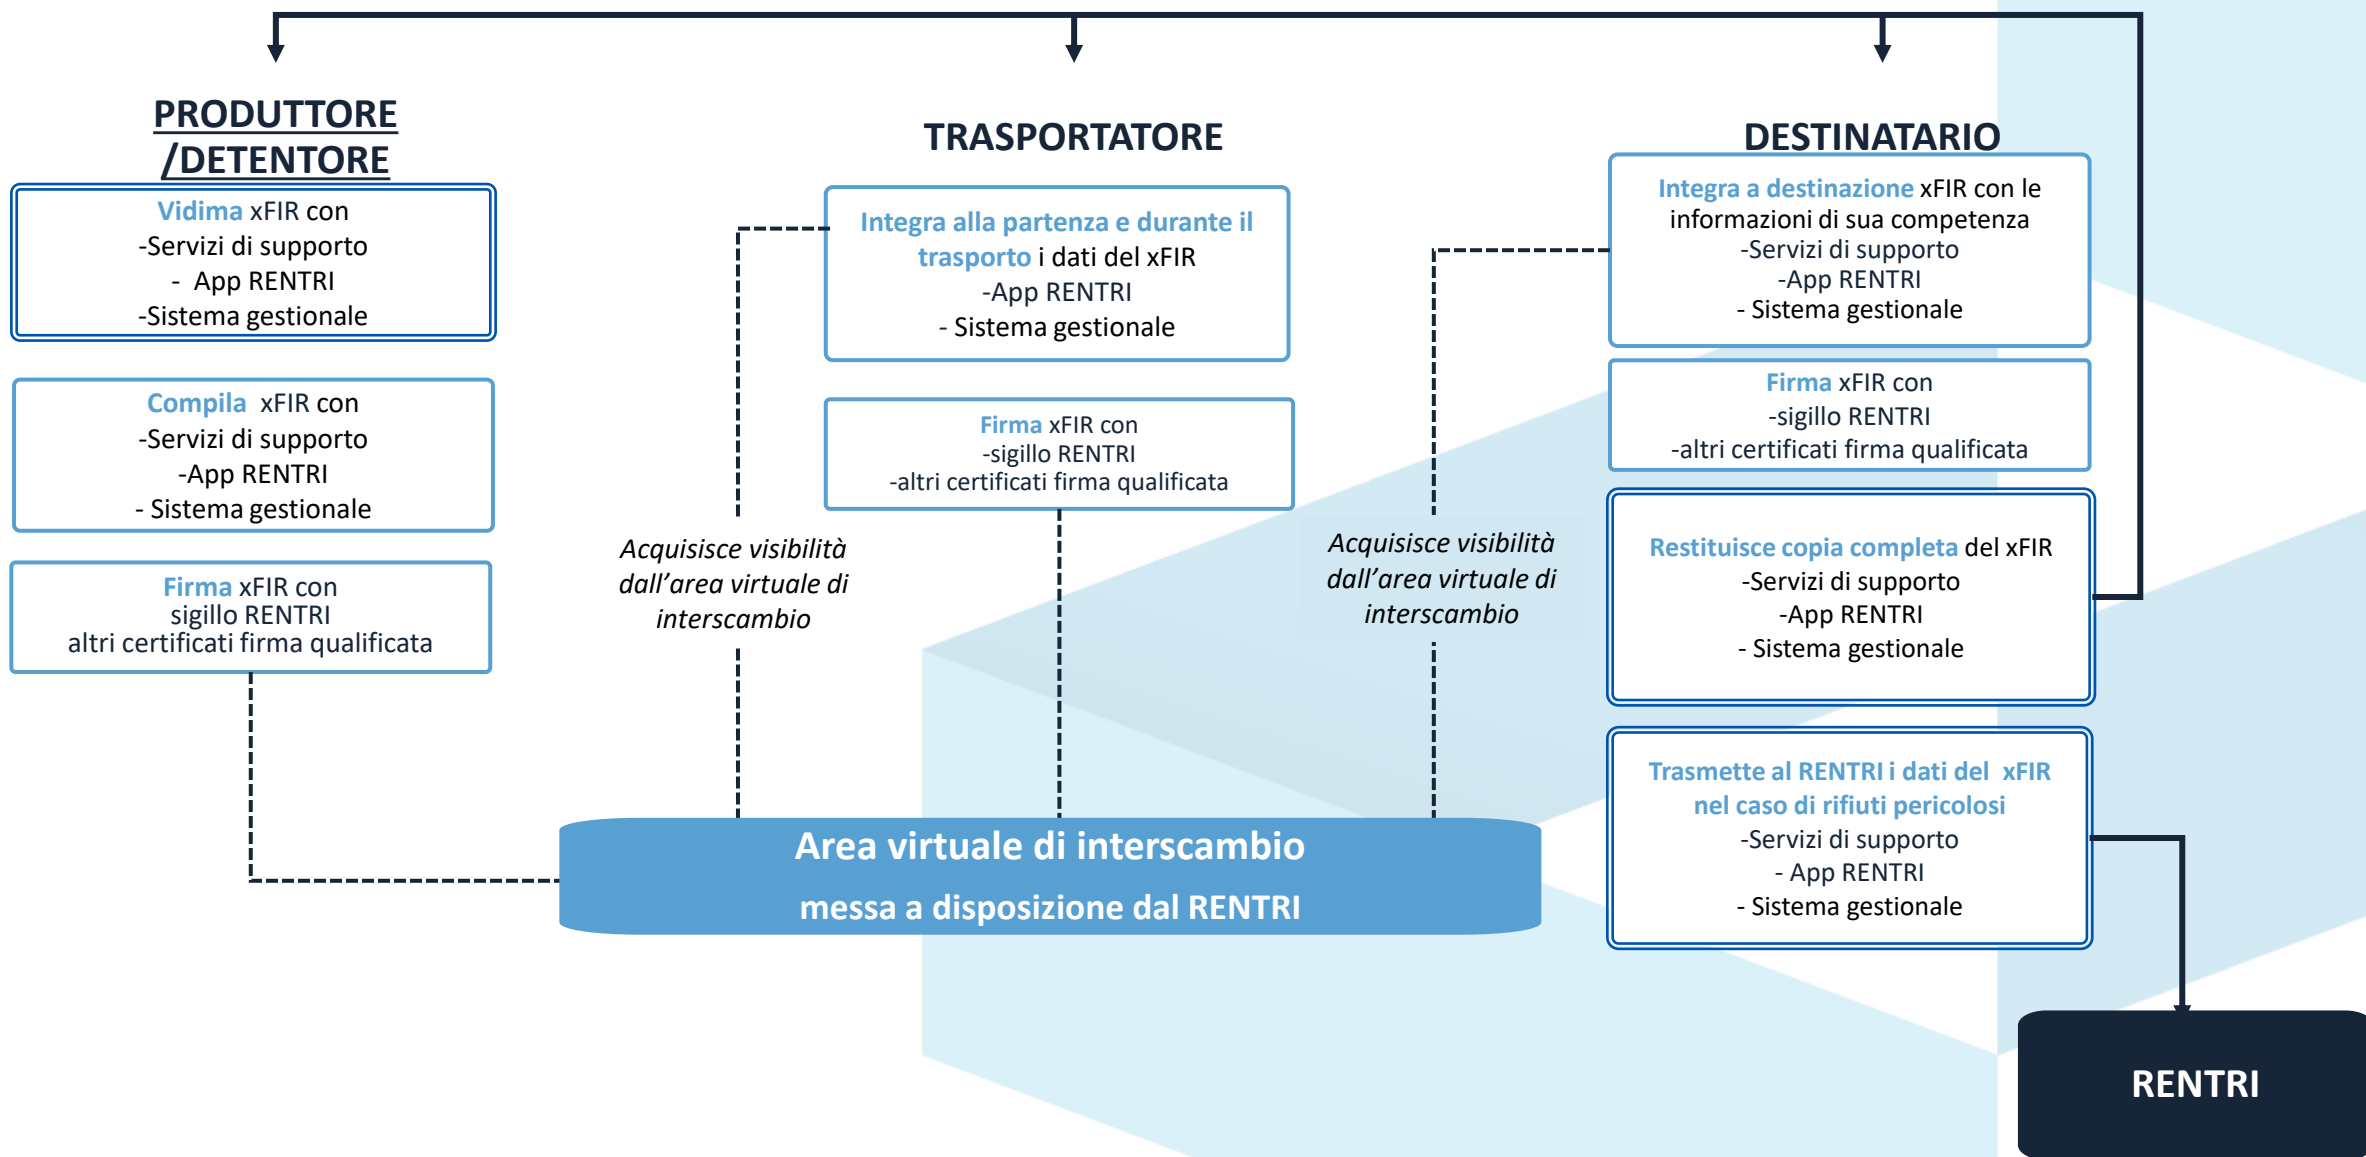 PRODUTTORE
/DETENTORE
Vidima xFIR con
-Servizi di supporto
- App RENTRI
-Sistema gestionale
Compila xFIR con
-Servizi di supporto
-App RENTRI
- Sistema gestionale
Firma xFIR con
sigillo RENTRI
altri certificati firma qualificata
Acquisisce visibilità
dall'area virtuale di
interscambio
TRASPORTATORE
Integra alla partenza e durante il
trasporto i dati del xFIR
-App RENTRI
- Sistema gestionale
Firma xFIR con
-sigillo RENTRI
-altri certificati firma qualificata
Acquisisce visibilità
dall'area virtuale di
interscambio
DESTINATARIO
Integra a destinazione xFIR con le
informazioni di sua competenza
-Servizi di supporto
-App RENTRI
- Sistema gestionale
Firma xFIR con
-sigillo RENTRI
-altri certificati firma qualificata
Restituisce copia completa del xFIR
-Servizi di supporto
-App RENTRI
- Sistema gestionale
Trasmette al RENTRI i dati del xFIR
nel caso di rifiuti pericolosi
-Servizi di supporto
- App RENTRI
- Sistema gestionale
Area virtuale di interscambio
messa a disposizione dal RENTRI
RENTRI